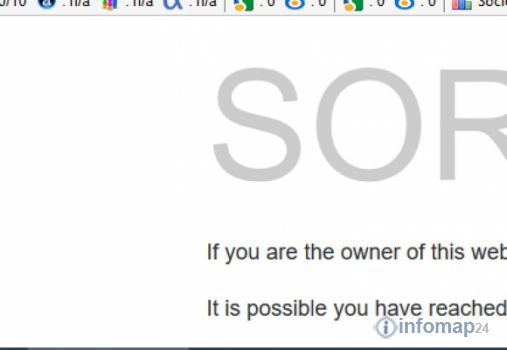 0/10 : n/a : n/a : n/a : 0 : 0 : 0 : 0 Socie
SOR
If you are the owner of this web
It is possible you have reached
infomap24